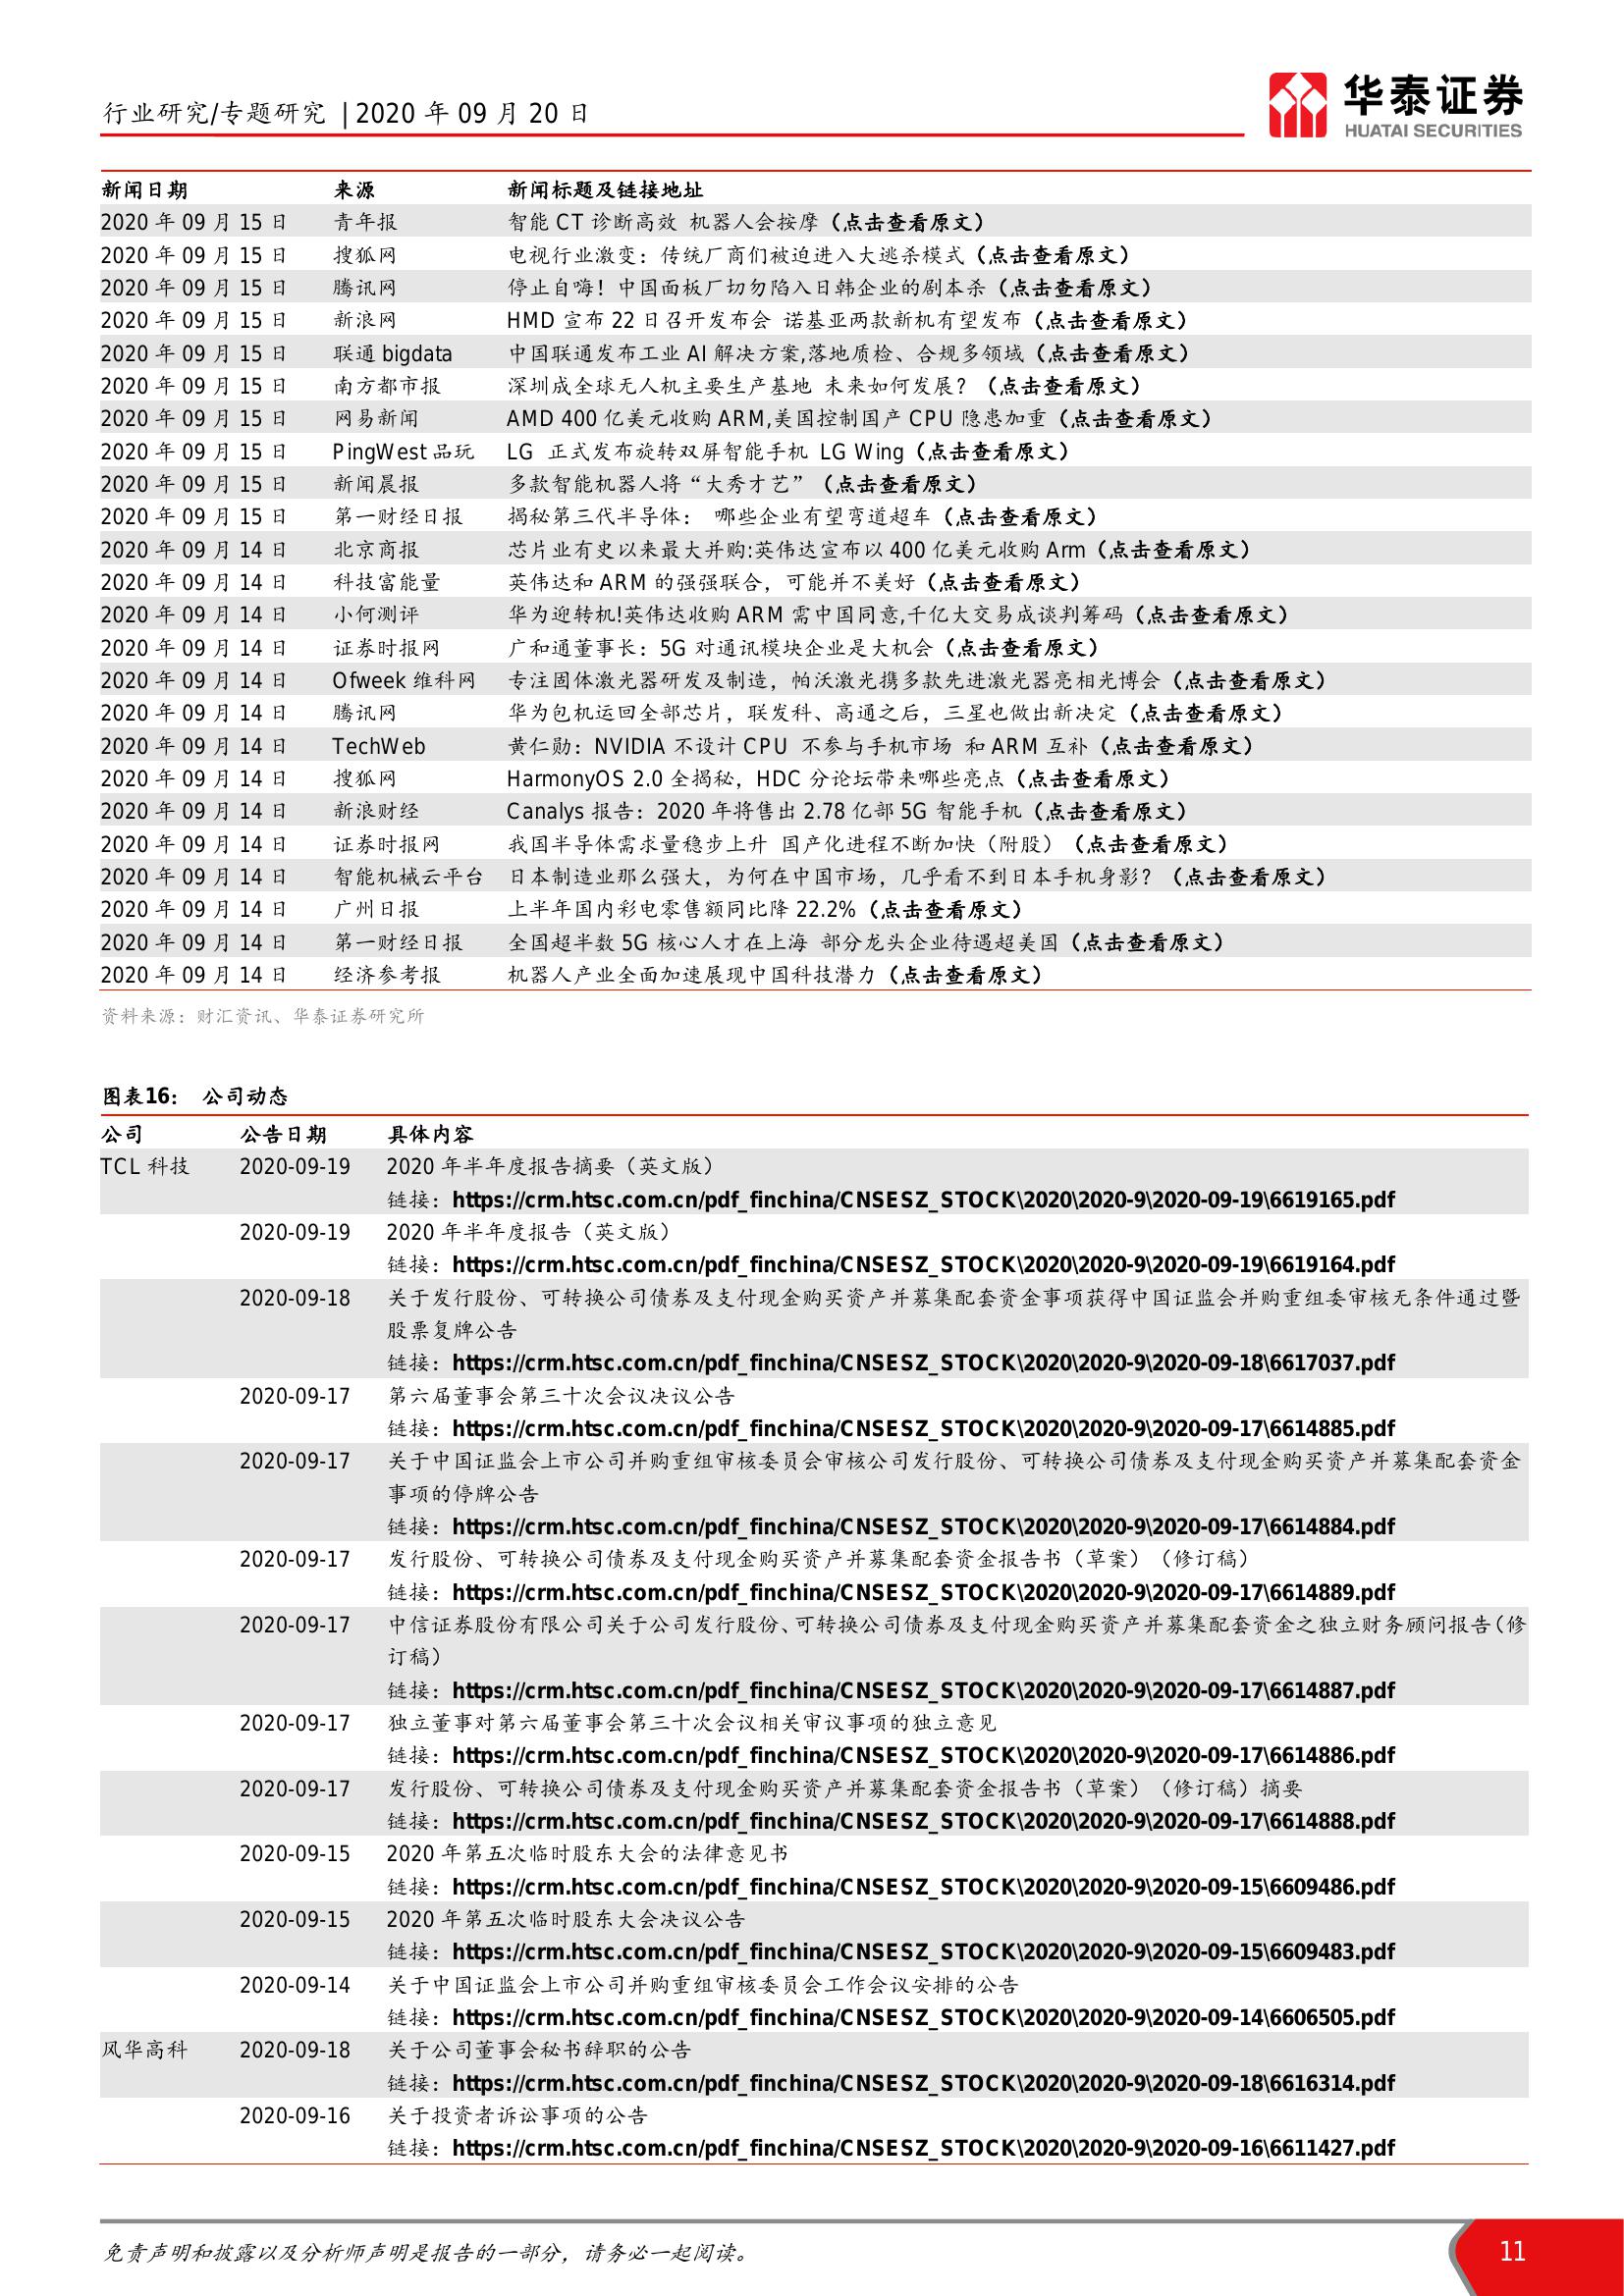 行业研究/专题研究 | 2020 年 09 月 20 日
华泰证券
HUATAI SECURITIES
新闻日期 来源 新闻标题及链接地址
2020 年 09 月 15 日 青年报 智能 CT 诊断高效 机器人会按摩（点击查看原文）
2020 年 09 月 15 日 搜狐网 电视行业激变：传统厂商们被迫进入大逃杀模式（点击查看原文）
2020 年 09 月 15 日 腾讯网 停止自嗨！中国面板厂切勿陷入日韩企业的剧本杀（点击查看原文）
2020 年 09 月 15 日 新浪网 HMD 宣布 22 日召开发布会 诺基亚两款新机有望发布（点击查看原文）
2020 年 09 月 15 日 联通 bigdata 中国联通发布工业 AI 解决方案,落地质检、合规多领域（点击查看原文）
2020 年 09 月 15 日 南方都市报 深圳成全球无人机主要生产基地 未来如何发展？（点击查看原文）
2020 年 09 月 15 日 网易新闻 AMD 400 亿美元收购 ARM,美国控制国产 CPU 隐患加重（点击查看原文）
2020 年 09 月 15 日 PingWest 品玩 LG 正式发布旋转双屏智能手机 LG Wing（点击查看原文）
2020 年 09 月 15 日 新闻晨报 多款智能机器人将“大秀才艺”（点击查看原文）
2020 年 09 月 15 日 第一财经日报 揭秘第三代半导体： 哪些企业有望弯道超车（点击查看原文）
2020 年 09 月 14 日 北京商报 芯片业有史以来最大并购:英伟达宣布以 400 亿美元收购 Arm（点击查看原文）
2020 年 09 月 14 日 科技富能量 英伟达和 ARM 的强强联合，可能并不美好（点击查看原文）
2020 年 09 月 14 日 小何测评 华为迎转机!英伟达收购 ARM 需中国同意,千亿大交易成谈判筹码（点击查看原文）
2020 年 09 月 14 日 证券时报网 广和通董事长：5G 对通讯模块企业是大机会（点击查看原文）
2020 年 09 月 14 日 Ofweek 维科网 专注固体激光器研发及制造，帕沃激光携多款先进激光器亮相光博会（点击查看原文）
2020 年 09 月 14 日 腾讯网 华为包机运回全部芯片，联发科、高通之后，三星也做出新决定（点击查看原文）
2020 年 09 月 14 日 TechWeb 黄仁勋：NVIDIA 不设计 CPU 不参与手机市场 和 ARM 互补（点击查看原文）
2020 年 09 月 14 日 搜狐网 HarmonyOS 2.0 全揭秘，HDC 分论坛带来哪些亮点（点击查看原文）
2020 年 09 月 14 日 新浪财经 Canalys 报告：2020 年将售出 2.78 亿部 5G 智能手机（点击查看原文）
2020 年 09 月 14 日 证券时报网 我国半导体需求量稳步上升 国产化进程不断加快（附股）（点击查看原文）
2020 年 09 月 14 日 智能机械云平台 日本制造业那么强大，为何在中国市场，几乎看不到日本手机身影？（点击查看原文）
2020 年 09 月 14 日 广州日报 上半年国内彩电零售额同比降 22.2%（点击查看原文）
2020 年 09 月 14 日 第一财经日报 全国超半数 5G 核心人才在上海 部分龙头企业待遇超美国（点击查看原文）
2020 年 09 月 14 日 经济参考报 机器人产业全面加速展现中国科技潜力（点击查看原文）
资料来源：财汇资讯、华泰证券研究所
图表16： 公司动态
公司 公告日期 具体内容
TCL 科技 2020-09-19 2020 年半年度报告摘要（英文版）
链接：https://crm.htsc.com.cn/pdf_finchina/CNSESZ_STOCK\2020\2020-9\2020-09-19\6619165.pdf
2020-09-19 2020 年半年度报告（英文版）
链接：https://crm.htsc.com.cn/pdf_finchina/CNSESZ_STOCK\2020\2020-9\2020-09-19\6619164.pdf
2020-09-18 关于发行股份、可转换公司债券及支付现金购买资产并募集配套资金事项获得中国证监会并购重组委审核无条件通过暨
股票复牌公告
链接：https://crm.htsc.com.cn/pdf_finchina/CNSESZ_STOCK\2020\2020-9\2020-09-18\6617037.pdf
2020-09-17 第六届董事会第三十次会议决议公告
链接：https://crm.htsc.com.cn/pdf_finchina/CNSESZ_STOCK\2020\2020-9\2020-09-17\6614885.pdf
2020-09-17 关于中国证监会上市公司并购重组审核委员会审核公司发行股份、可转换公司债券及支付现金购买资产并募集配套资金
事项的停牌公告
链接：https://crm.htsc.com.cn/pdf_finchina/CNSESZ_STOCK\2020\2020-9\2020-09-17\6614884.pdf
2020-09-17 发行股份、可转换公司债券及支付现金购买资产并募集配套资金报告书（草案）（修订稿）
链接：https://crm.htsc.com.cn/pdf_finchina/CNSESZ_STOCK\2020\2020-9\2020-09-17\6614889.pdf
2020-09-17 中信证券股份有限公司关于公司发行股份、可转换公司债券及支付现金购买资产并募集配套资金之独立财务顾问报告（修
订稿）
链接：https://crm.htsc.com.cn/pdf_finchina/CNSESZ_STOCK\2020\2020-9\2020-09-17\6614887.pdf
2020-09-17 独立董事对第六届董事会第三十次会议相关审议事项的独立意见
链接：https://crm.htsc.com.cn/pdf_finchina/CNSESZ_STOCK\2020\2020-9\2020-09-17\6614886.pdf
2020-09-17 发行股份、可转换公司债券及支付现金购买资产并募集配套资金报告书（草案）（修订稿）摘要
链接：https://crm.htsc.com.cn/pdf_finchina/CNSESZ_STOCK\2020\2020-9\2020-09-17\6614888.pdf
2020-09-15 2020 年第五次临时股东大会的法律意见书
链接：https://crm.htsc.com.cn/pdf_finchina/CNSESZ_STOCK\2020\2020-9\2020-09-15\6609486.pdf
2020-09-15 2020 年第五次临时股东大会决议公告
链接：https://crm.htsc.com.cn/pdf_finchina/CNSESZ_STOCK\2020\2020-9\2020-09-15\6609483.pdf
2020-09-14 关于中国证监会上市公司并购重组审核委员会工作会议安排的公告
链接：https://crm.htsc.com.cn/pdf_finchina/CNSESZ_STOCK\2020\2020-9\2020-09-14\6606505.pdf
风华高科 2020-09-18 关于公司董事会秘书辞职的公告
链接：https://crm.htsc.com.cn/pdf_finchina/CNSESZ_STOCK\2020\2020-9\2020-09-18\6616314.pdf
2020-09-16 关于投资者诉讼事项的公告
链接：https://crm.htsc.com.cn/pdf_finchina/CNSESZ_STOCK\2020\2020-9\2020-09-16\6611427.pdf
免责声明和披露以及分析师声明是报告的一部分，请务必一起阅读。
11